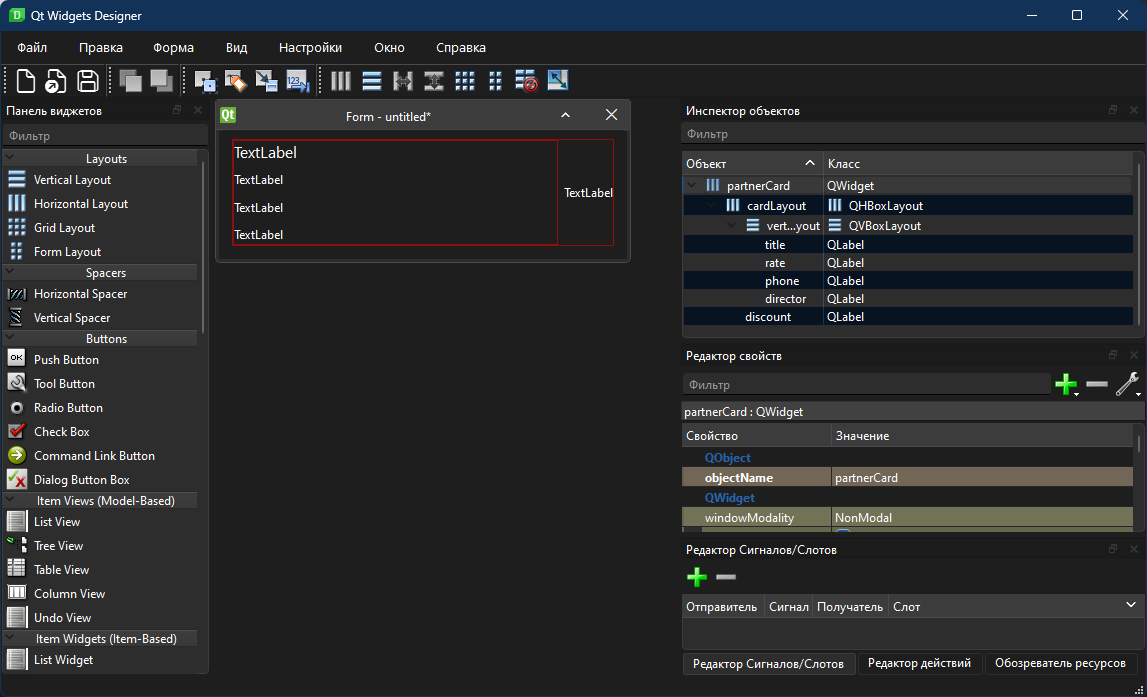 Qt Widgets Designer
Файл Правка Форма Вид Настройки Окно Справка
123
Панель виджетов
Фильтр
Layouts
Vertical Layout
Horizontal Layout
Grid Layout
Form Layout
Spacers
Horizontal Spacer
Vertical Spacer
Buttons
OK Push Button
Tool Button
Radio Button
Check Box
Command Link Button
Dialog Button Box
Item Views (Model-Based)
List View
Tree View
Table View
Column View
Undo View
Item Widgets (Item-Based)
List Widget
Qt Form - untitled*
TextLabel
TextLabel
TextLabel
TextLabel
TextLabel
Инспектор объектов
Фильтр
Объект Класс
partnerCard QWidget
cardLayout QHBoxLayout
vert...yout QVBoxLayout
title QLabel
rate QLabel
phone QLabel
director QLabel
discount QLabel
Редактор свойств
Фильтр
partnerCard : QWidget
Свойство Значение
QObject
objectName partnerCard
QWidget
windowModality NonModal
Редактор Сигналов/Слотов
Отправитель Сигнал Получатель Слот
Редактор Сигналов/Слотов Редактор действий Обозреватель ресурсов